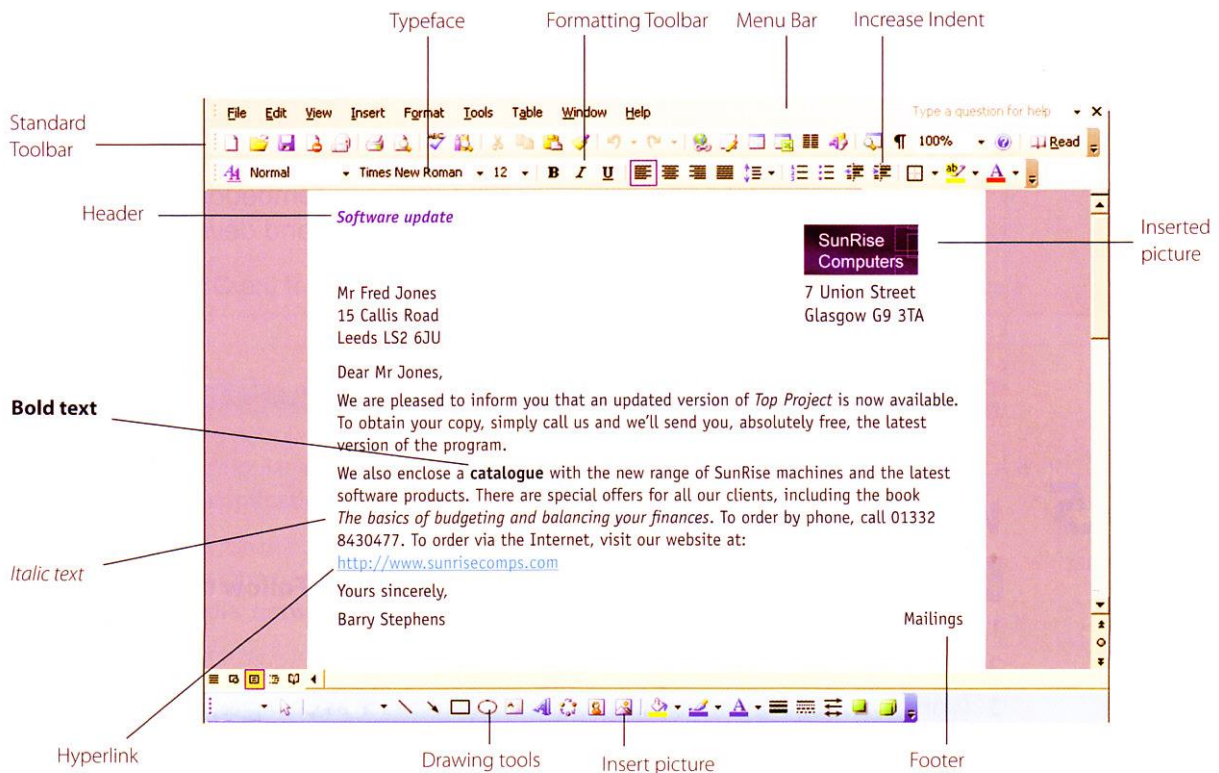 Typeface
Formatting Toolbar
Menu Bar
Increase Indent
Standard
Toolbar
File Edit View Insert Format Tools Table Window Help
Type a question for help
100%
Read
Normal
Times New Roman
12
B I U
Header
Software update
SunRise
Computers
Inserted
picture
Mr Fred Jones
15 Callis Road
Leeds LS2 6JU
7 Union Street
Glasgow G9 3TA
Dear Mr Jones,
We are pleased to inform you that an updated version of Top Project is now available.
To obtain your copy, simply call us and we'll send you, absolutely free, the latest
version of the program.
Bold text
We also enclose a catalogue with the new range of SunRise machines and the latest
software products. There are special offers for all our clients, including the book
The basics of budgeting and balancing your finances. To order by phone, call 01332
8430477. To order via the Internet, visit our website at:
http://www.sunrisecomps.com
Italic text
Yours sincerely,
Barry Stephens
Mailings
Hyperlink
Drawing tools
Insert picture
Footer